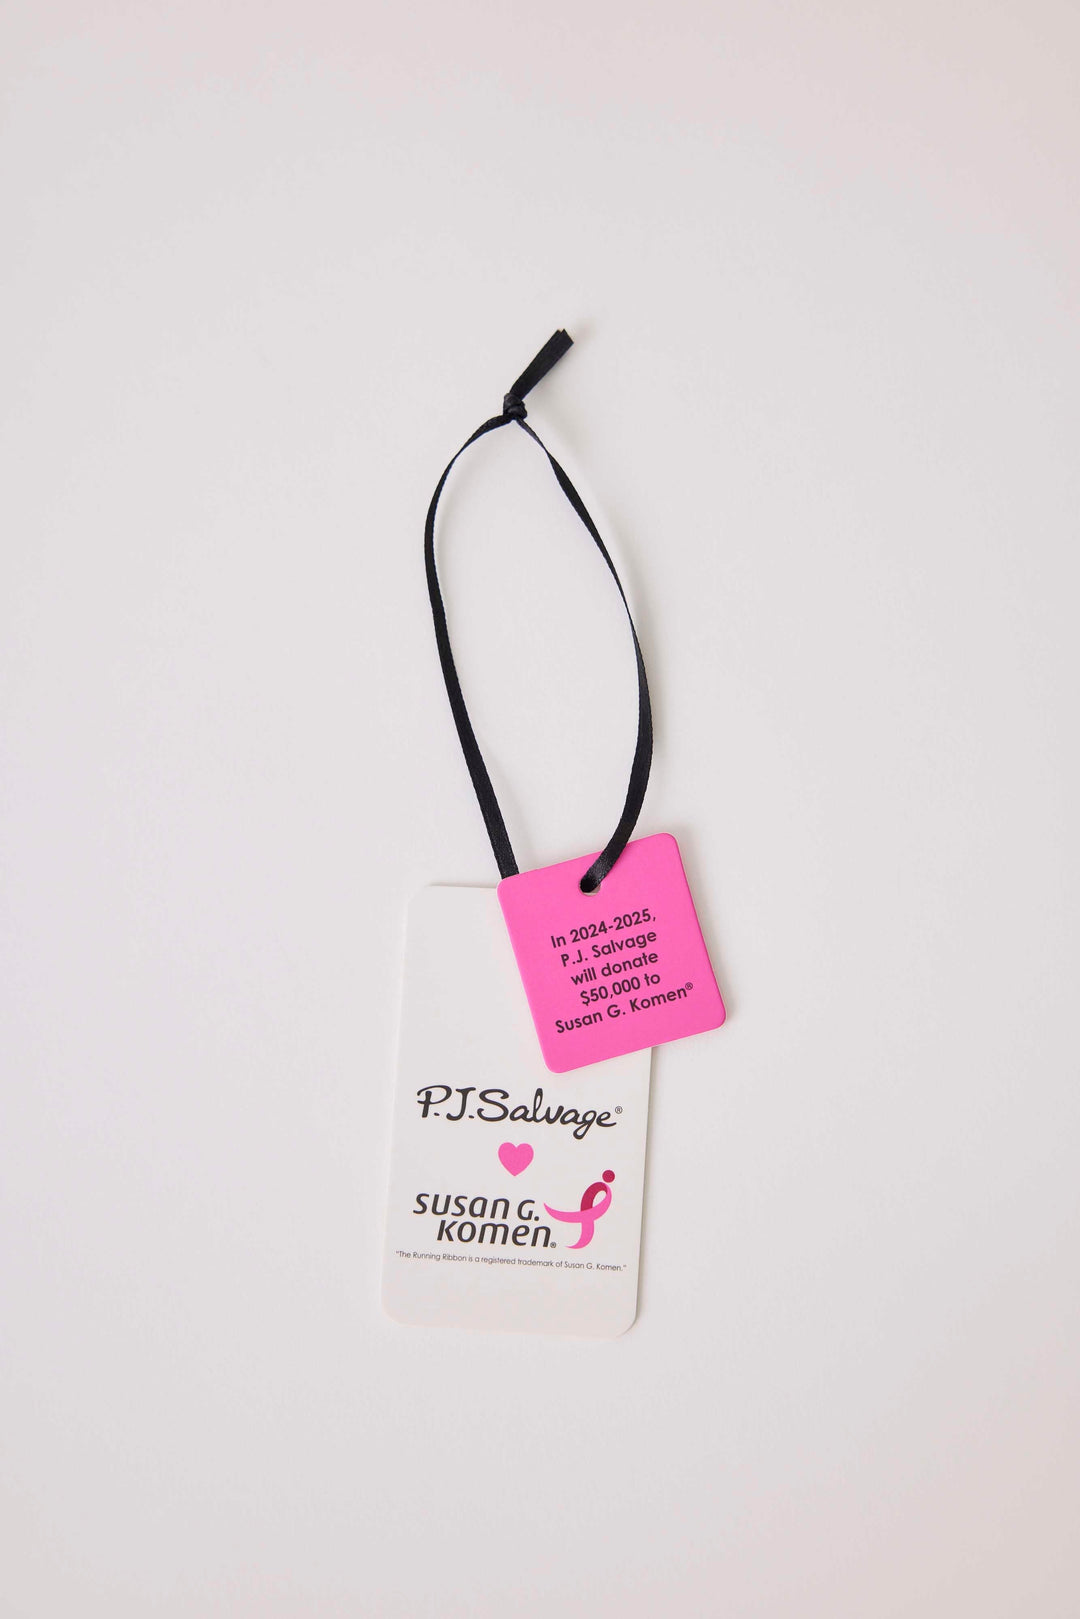 In 2024-2025,
P.J. Salvage
will donate
$50,000 to
Susan G. Komen®
P.J.Salvage®
susan G.
komen®
"The Running Ribbon is a registered trademark of Susan G. Komen."